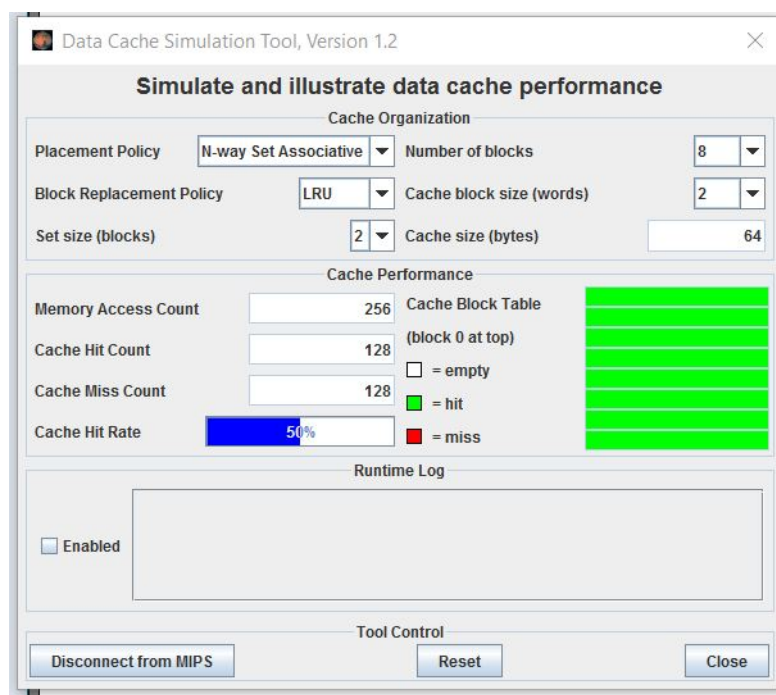 Data Cache Simulation Tool, Version 1.2
Simulate and illustrate data cache performance
Cache Organization
Placement Policy N-way Set Associative Number of blocks 8
Block Replacement Policy LRU Cache block size (words) 2
Set size (blocks) 2 Cache size (bytes) 64
Cache Performance
Memory Access Count 256 Cache Block Table
(block 0 at top)
Cache Hit Count 128
= empty
Cache Miss Count 128
= hit
Cache Hit Rate 50%
= miss
Runtime Log
Enabled
Tool Control
Disconnect from MIPS Reset Close